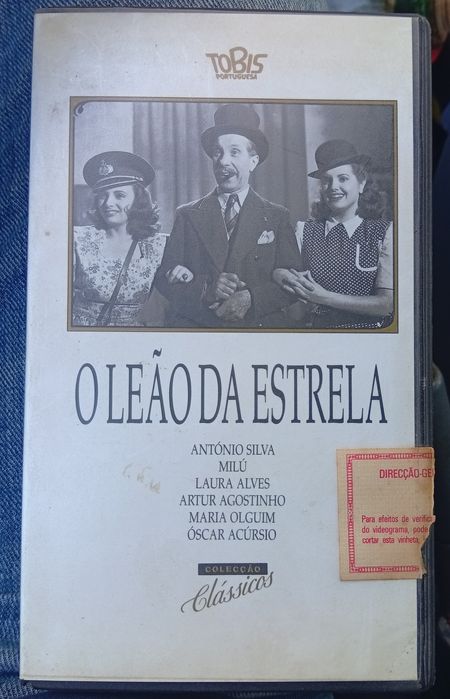 TOBIS
PORTUGUESA
O LEÃO DA ESTRELA
ANTÓNIO SILVA
MILÚ
LAURA ALVES
ARTUR AGOSTINHO
MARIA OLGUIM
ÓSCAR ACÚRSIO
COLECÇÃO
Clássicos
DIRECÇÃO-GE
Para efeitos de verific
do videograma, pode
cortar esta vinheta,